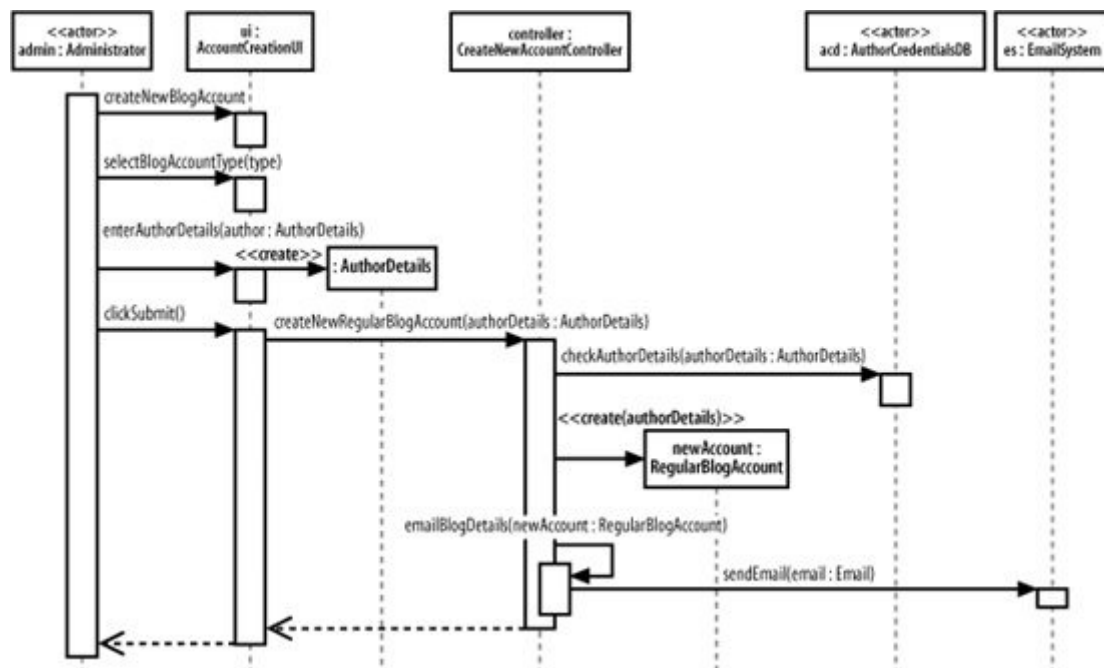 <<actor>>
admin : Administrator
ui :
AccountCreationUI
controller :
CreateNewAccountController
<<actor>>
acd : AuthorCredentialsDB
<<actor>>
es : EmailSystem
createNewBlogAccount
selectBlogAccountType(type)
enterAuthorDetails(author : AuthorDetails)
<<create>>
: AuthorDetails
clickSubmit()
createNewRegularBlogAccount(authorDetails : AuthorDetails)
checkAuthorDetails(authorDetails : AuthorDetails)
<<create(authorDetails)>>
newAccount :
RegularBlogAccount
emailBlogDetails(newAccount : RegularBlogAccount)
sendEmail(email : Email)